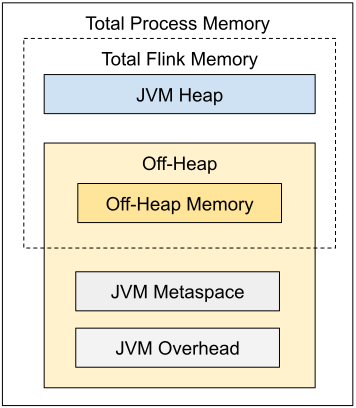 Total Process Memory
Total Flink Memory
JVM Heap
Off-Heap
Off-Heap Memory
JVM Metaspace
JVM Overhead